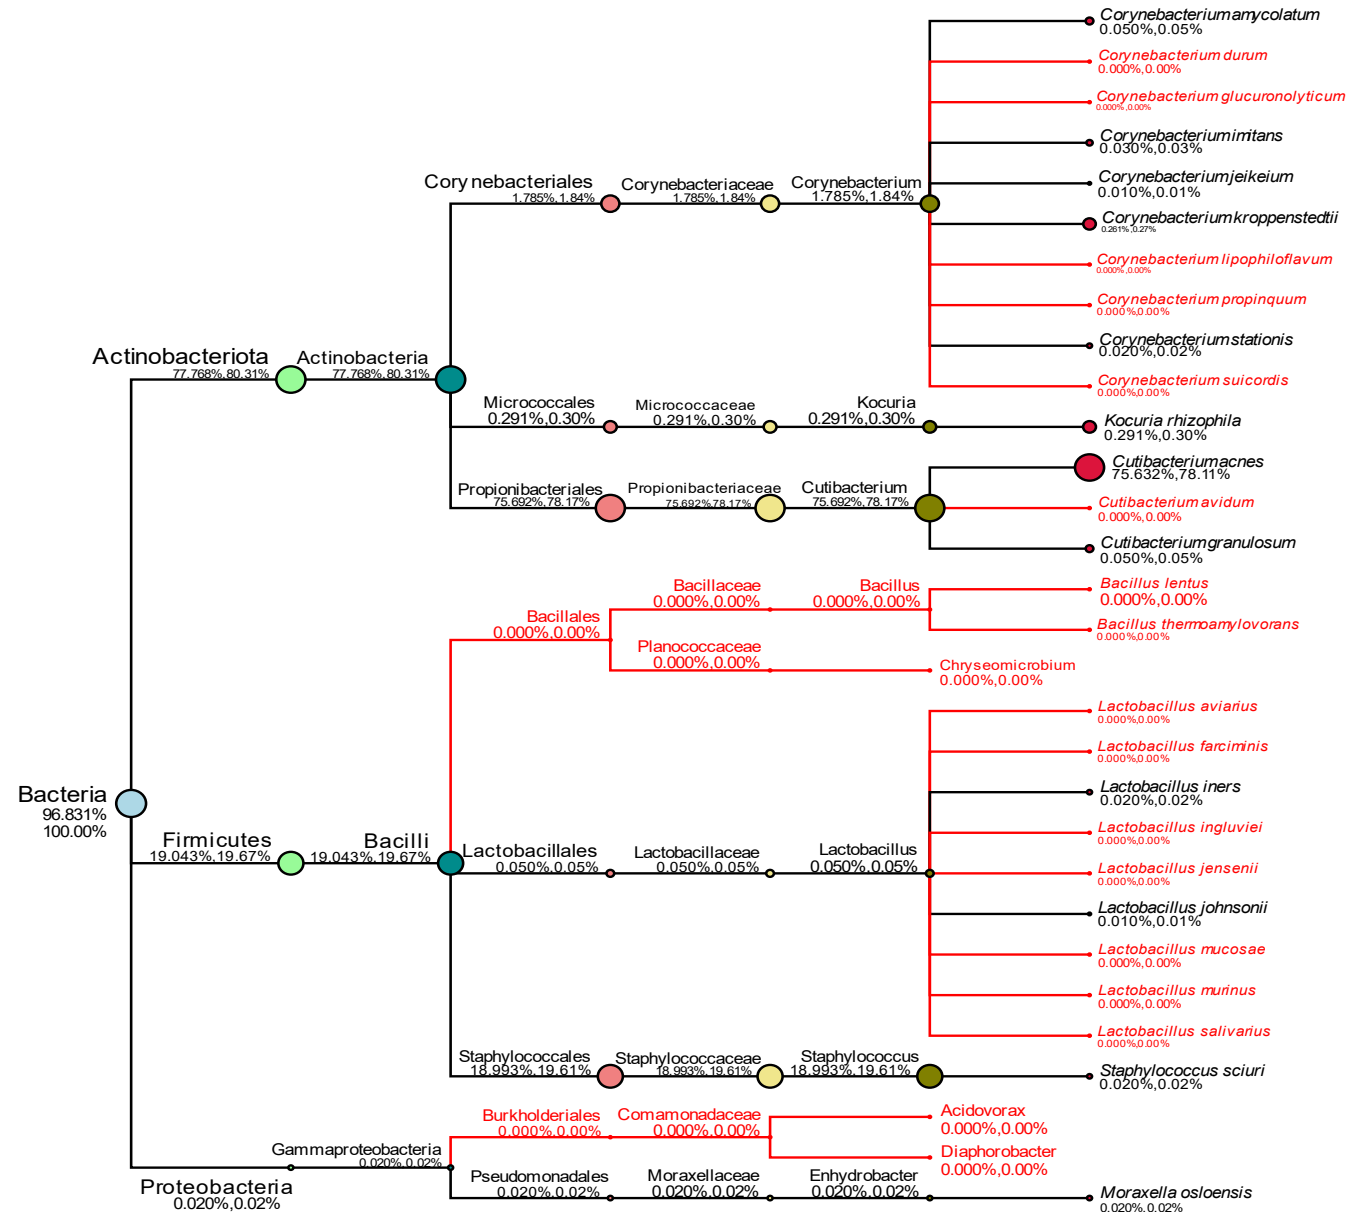 Corynebacteriumamycolatum
0.050%,0.05%
Corynebacterium durum
0.000%,0.00%
Corynebacterium glucuronolyticum
0.000%,0.00%
Corynebacteriumimitans
0.030%,0.03%
Corynebacteriales
1.785%,1.84%
Corynebacteriaceae
1.785%,1.84%
Corynebacterium
1.785%,1.84%
Corynebacteriumjeikeium
0.010%,0.01%
Corynebacteriumkroppenstedtii
0.261%,0.27%
Corynebacterium lipophiloflavum
0.000%,0.00%
Corynebacterium propinquum
0.000%,0.00%
Corynebacteriumstationis
0.020%,0.02%
Actinobacteriota
77.768%,80.31%
Actinobacteria
77.768%,80.31%
Corynebacterium suicordis
0.000%,0.00%
Micrococcales
0.291%,0.30%
Micrococcaceae
0.291%,0.30%
Kocuria
0.291%,0.30%
Kocuria rhizophila
0.291%,0.30%
Cutibacteriumacnes
75.632%,78.11%
Propionibacteriales
75.692%,78.17%
Propionibacteriaceae
75.692%,78.17%
Cutibacterium
75.692%,78.17%
Cutibacterium avidum
0.000%,0.00%
Cutibacteriumgranulosum
0.050%,0.05%
Bacillales
0.000%,0.00%
Bacillaceae
0.000%,0.00%
Bacillus
0.000%,0.00%
Bacillus lentus
0.000%,0.00%
Bacillus thermoamylovorans
0.000%,0.00%
Planococcaceae
0.000%,0.00%
Chryseomicrobium
0.000%,0.00%
Lactobacillus aviarius
0.000%,0.00%
Lactobacillus farciminis
0.000%,0.00%
Bacteria
96.831%
100.00%
Lactobacillus iners
0.020%,0.02%
Lactobacillus ingluviei
0.000%,0.00%
Firmicutes
19.043%,19.67%
Bacilli
19.043%,19.67%
Lactobacillales
0.050%,0.05%
Lactobacillaceae
0.050%,0.05%
Lactobacillus
0.050%,0.05%
Lactobacillus jensenii
0.000%,0.00%
Lactobacillus johnsonii
0.010%,0.01%
Lactobacillus mucosae
0.000%,0.00%
Lactobacillus murinus
0.000%,0.00%
Lactobacillus salivarius
0.000%,0.00%
Staphylococcales
18.993%,19.61%
Staphylococcaceae
18.993%,19.61%
Staphylococcus
18.993%,19.61%
Staphylococcus sciuri
0.020%,0.02%
Burkholderiales
0.000%,0.00%
Comamonadaceae
0.000%,0.00%
Acidovorax
0.000%,0.00%
Diaphorobacter
0.000%,0.00%
Gammaproteobacteria
0.020%,0.02%
Proteobacteria
0.020%,0.02%
Pseudomonadales
0.020%,0.02%
Moraxellaceae
0.020%,0.02%
Enhydrobacter
0.020%,0.02%
Moraxella osloensis
0.020%,0.02%